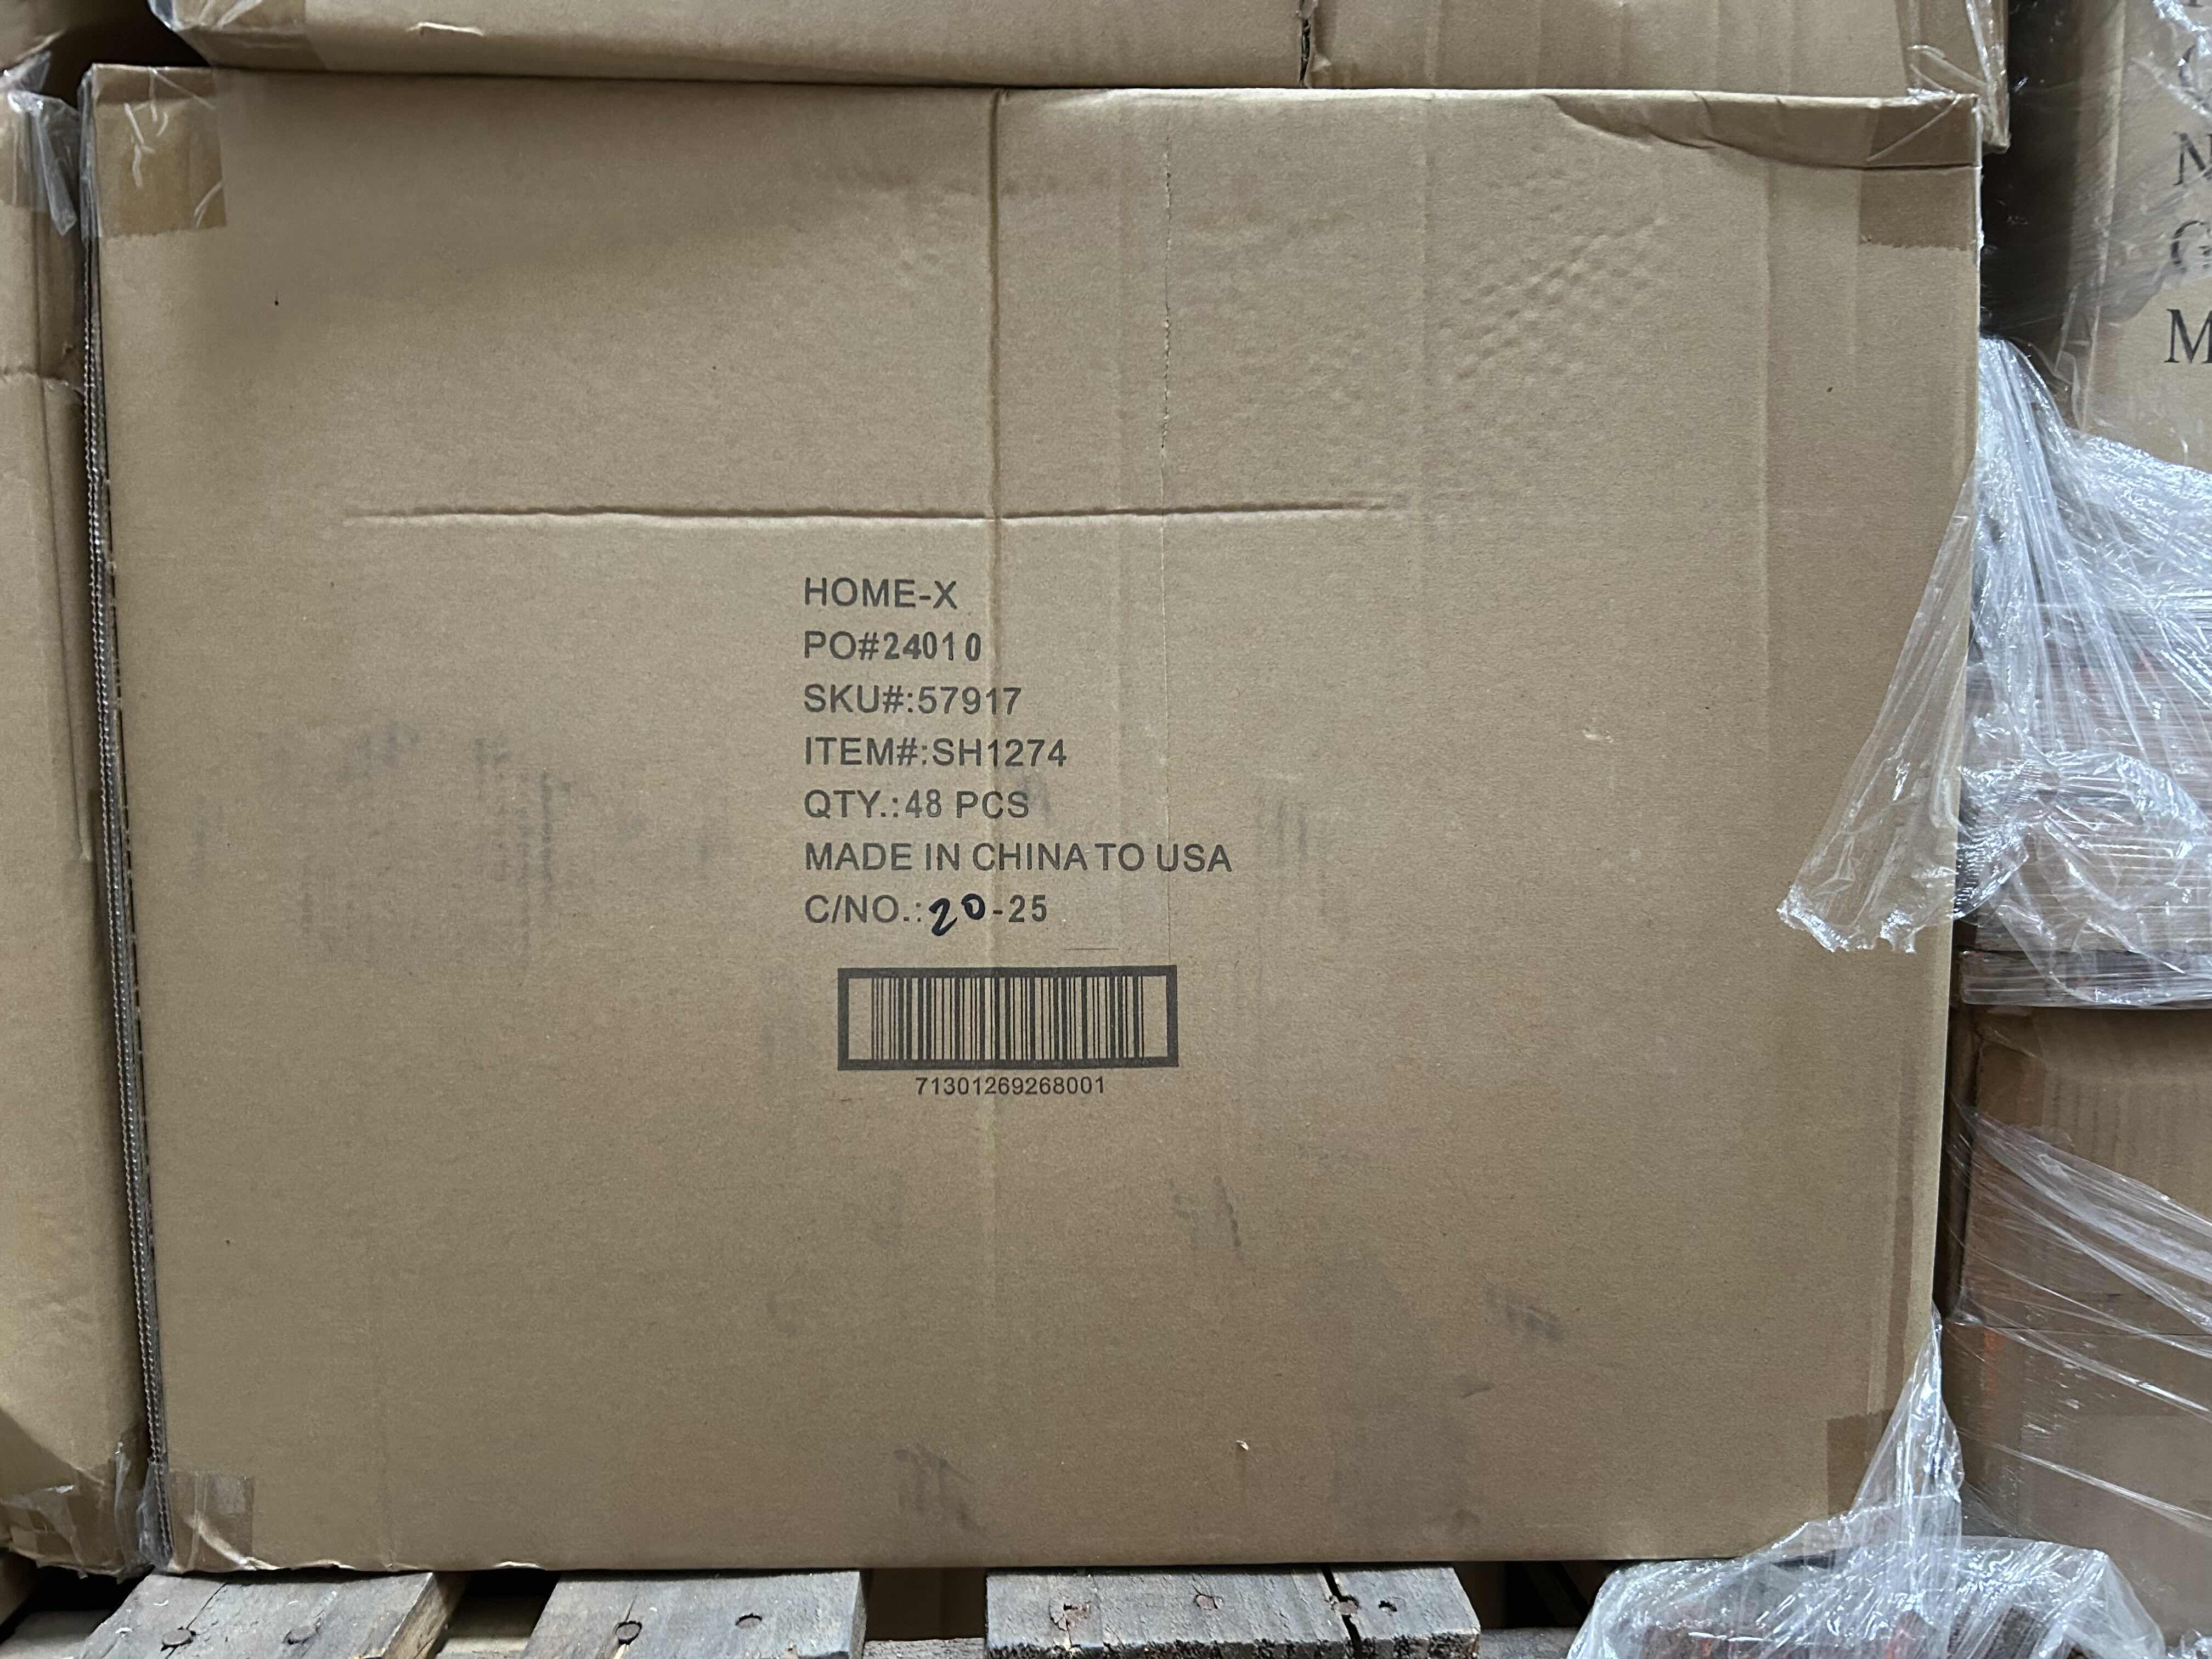 HOME-X
PO#24010
SKU#:57917
ITEM#:SH1274
QTY.:48 PCS
MADE IN CHINA TO USA
C/NO.:20-25
71301269268001
N
G
M